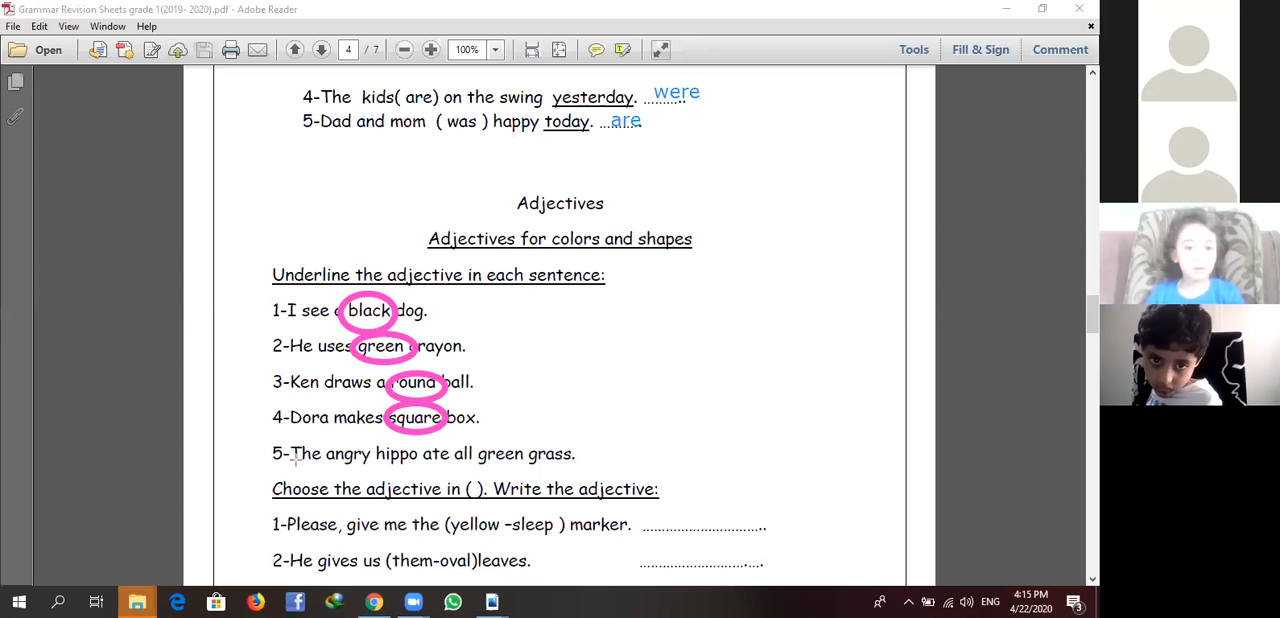 Grammar Revision Sheets grade 1(2019- 2020).pdf - Adobe Reader
File Edit View Window Help
Open 4 / 7 100% Tools Fill & Sign Comment
4-The kids( are) on the swing yesterday. .......... were
5-Dad and mom ( was ) happy today. .......... are
Adjectives
Adjectives for colors and shapes
Underline the adjective in each sentence:
1-I see a black dog.
2-He uses green crayon.
3-Ken draws a round ball.
4-Dora makes square box.
5-The angry hippo ate all green grass.
Choose the adjective in ( ). Write the adjective:
1-Please, give me the (yellow –sleep ) marker. ................................
2-He gives us (them-oval)leaves. ................................
ENG
4:15 PM
4/22/2020
3